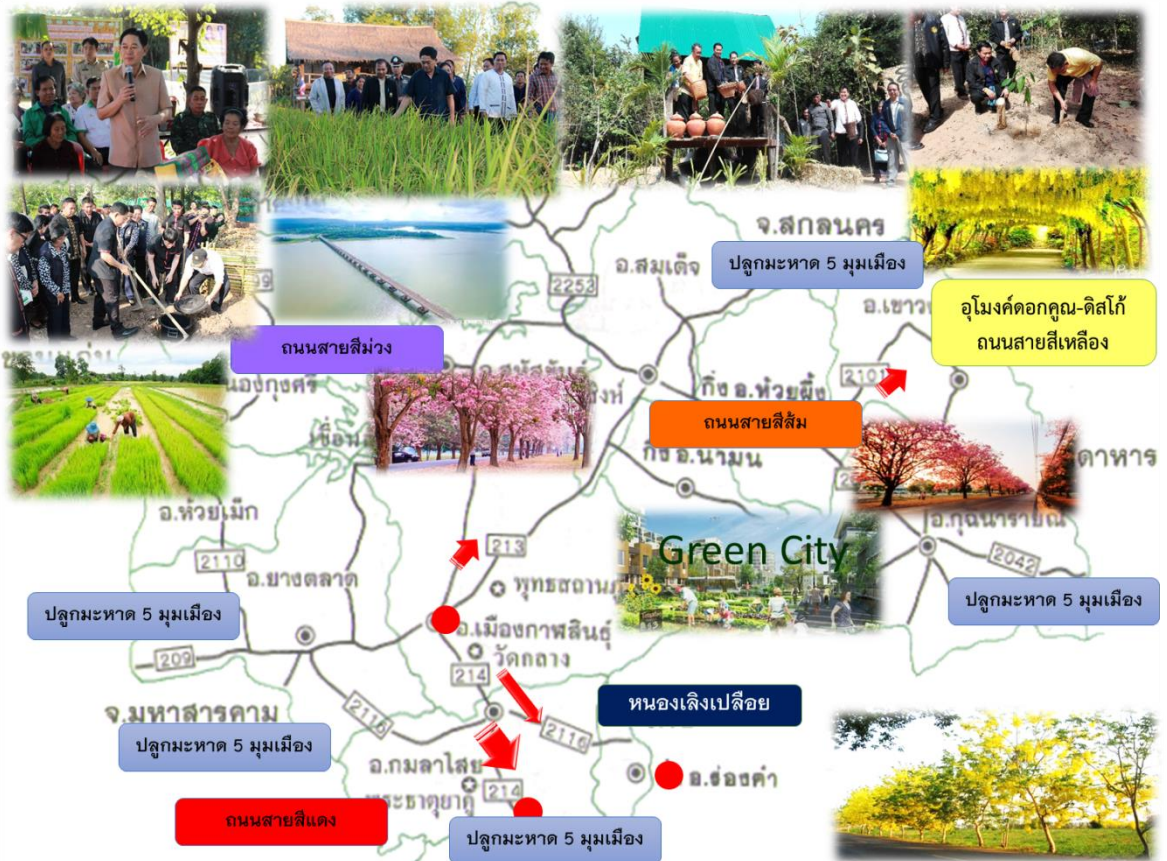 จ.สกลนคร
อ.สมเด็จ
ปลูกมะหาด 5 มุมเมือง
2253
อุโมงค์ดอกคูณ-ดิสโก้
ถนนสายสีเหลือง
ถนนสายสีม่วง
กิ่ง อ.ห้วยผึ้ง
2101
ถนนสายสีส้ม
กิ่ง อ.นามน
ดาหาร
อ.ห้วยเม็ก
อ.กุฉินารายณ์
213
Green City
2042
2110
อ.ยางตลาด
ปลูกมะหาด 5 มุมเมือง
ปลูกมะหาด 5 มุมเมือง
อ.เมืองกาฬสินธุ์
วัดกลาง
209
214
หนองเลิงเปลือย
จ.มหาสารคาม
2116
2116
ปลูกมะหาด 5 มุมเมือง
อ.กมลาไสย
อ.ฆ้องคำ
พระธาตุยาคู
214
ถนนสายสีแดง
ปลูกมะหาด 5 มุมเมือง